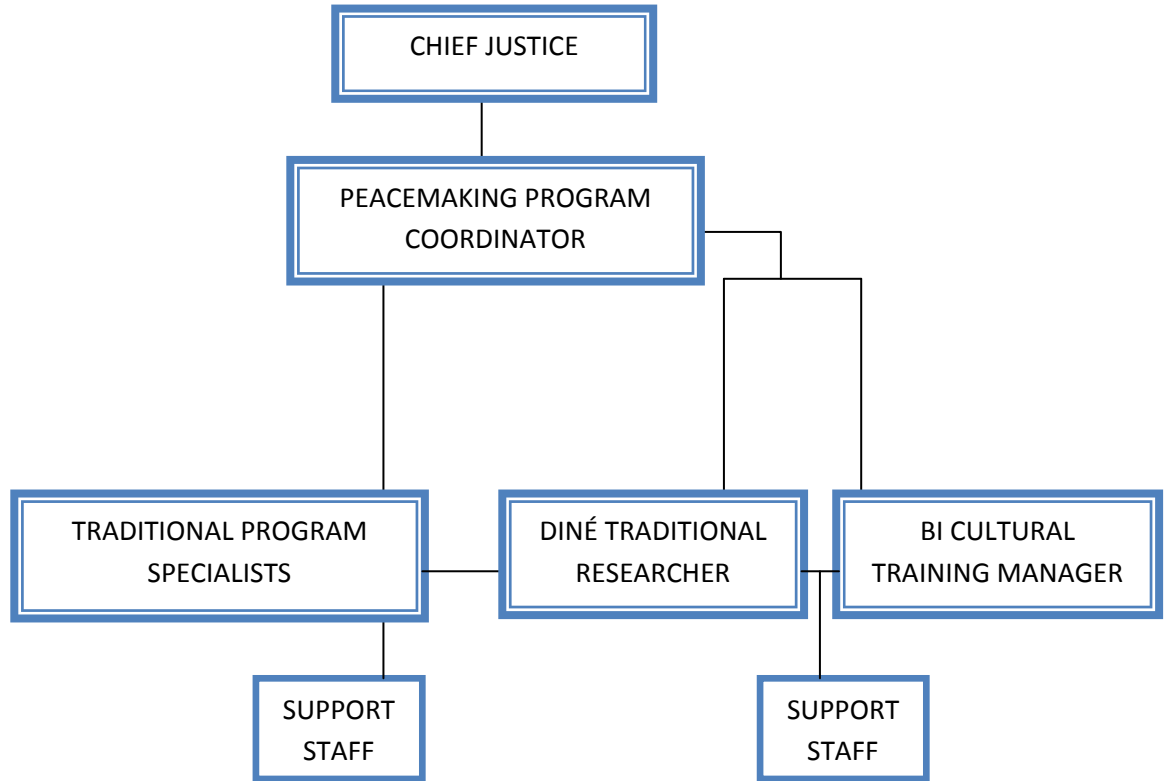 CHIEF JUSTICE
PEACEMAKING PROGRAM
COORDINATOR
TRADITIONAL PROGRAM
SPECIALISTS
DINÉ TRADITIONAL
RESEARCHER
BI CULTURAL
TRAINING MANAGER
SUPPORT
STAFF
SUPPORT
STAFF